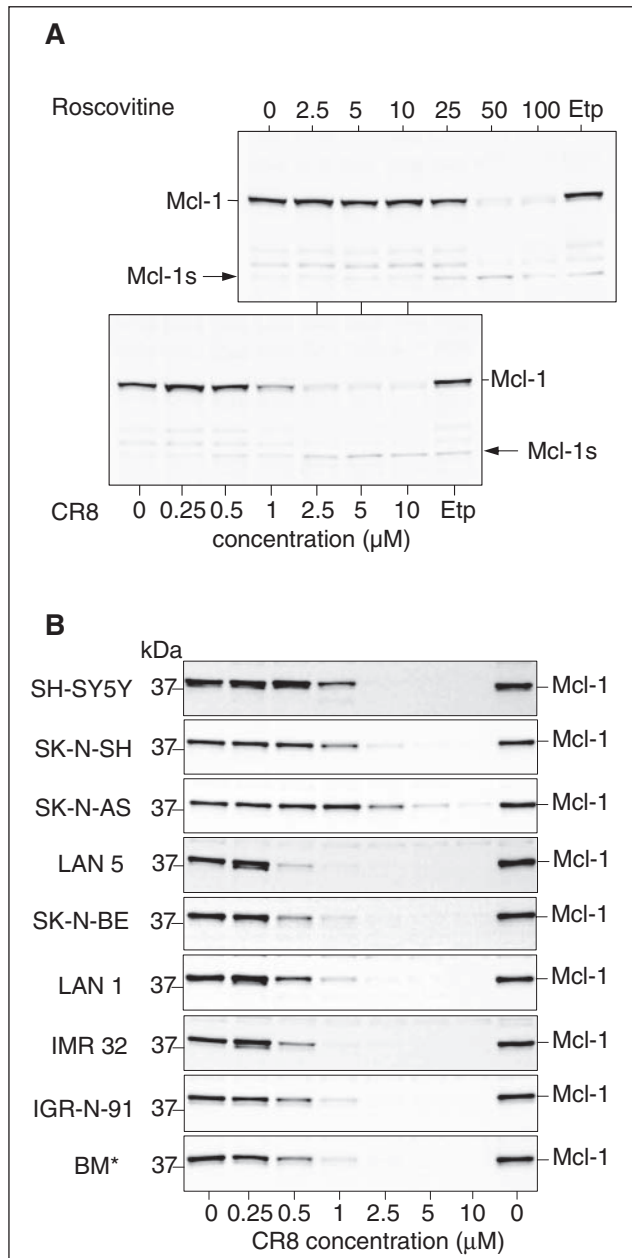 A
Roscovitine 0 2.5 5 10 25 50 100 Etp
Mcl-1
Mcl-1s
Mcl-1
Mcl-1s
CR8 0 0.25 0.5 1 2.5 5 10 Etp
concentration (µM)
B
kDa
SH-SY5Y 37 Mcl-1
SK-N-SH 37 Mcl-1
SK-N-AS 37 Mcl-1
LAN 5 37 Mcl-1
SK-N-BE 37 Mcl-1
LAN 1 37 Mcl-1
IMR 32 37 Mcl-1
IGR-N-91 37 Mcl-1
BM* 37 Mcl-1
0 0.25 0.5 1 2.5 5 10 0
CR8 concentration (µM)